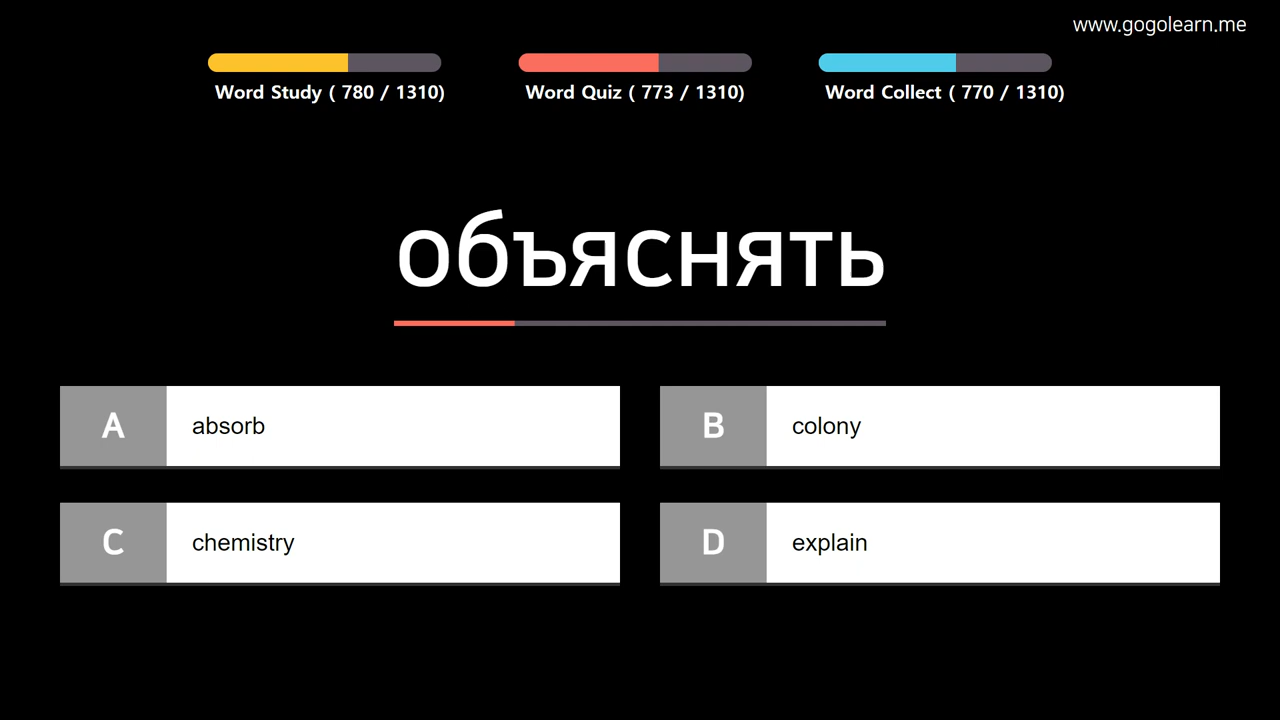 www.gogolearn.me
Word Study ( 780 / 1310)
Word Quiz ( 773 / 1310)
Word Collect ( 770 / 1310)
объяснять
A absorb
B colony
C chemistry
D explain